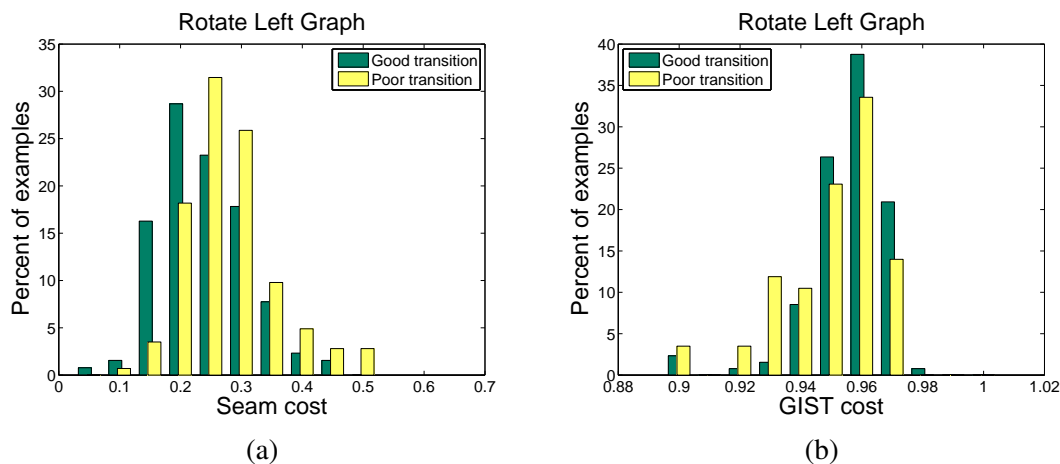 Rotate Left Graph
35
30
25
20
15
10
5
0
Percent of examples
Good transition
Poor transition
0 0.1 0.2 0.3 0.4 0.5 0.6 0.7
Seam cost
(a)
Rotate Left Graph
40
35
30
25
20
15
10
5
0
Percent of examples
Good transition
Poor transition
0.88 0.9 0.92 0.94 0.96 0.98 1 1.02
GIST cost
(b)